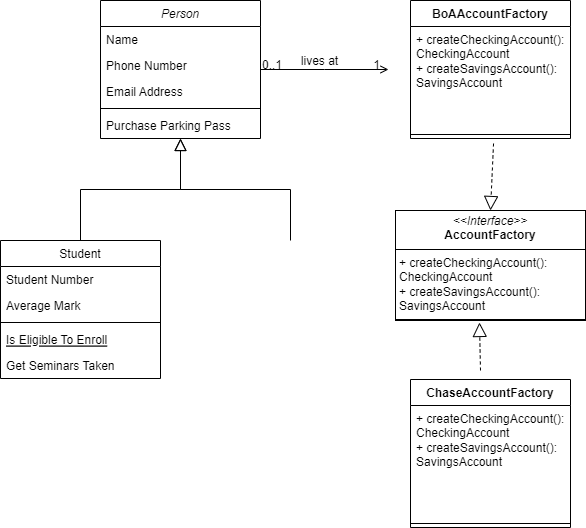 Person
Name
Phone Number
Email Address
Purchase Parking Pass
0..1 lives at 1
BoAAccountFactory
+ createCheckingAccount():
CheckingAccount
+ createSavingsAccount():
SavingsAccount
<<Interface>>
AccountFactory
+ createCheckingAccount():
CheckingAccount
+ createSavingsAccount():
SavingsAccount
Student
Student Number
Average Mark
Is Eligible To Enroll
Get Seminars Taken
ChaseAccountFactory
+ createCheckingAccount():
CheckingAccount
+ createSavingsAccount():
SavingsAccount